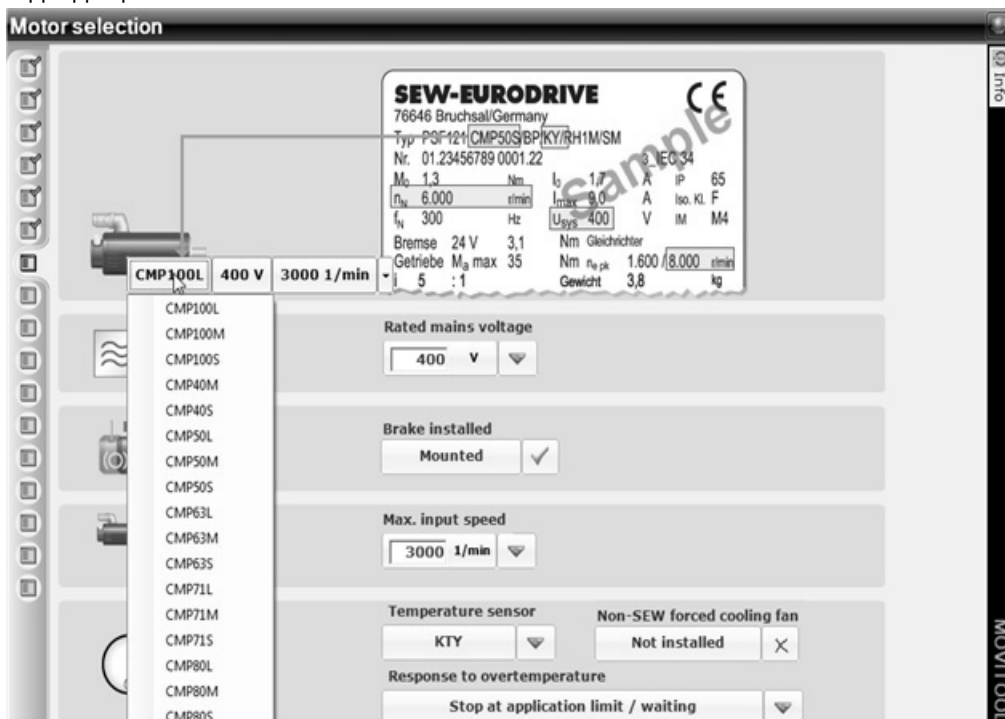 Motor selection
Info
SEW-EURODRIVE CE
76646 Bruchsal/Germany
Typ PSF121 CMP50S/BP/KY/RH1M/SM
Nr. 01.23456789 0001.22 3_IEC 34
M0 1,3 Nm I0 1,7 A IP 65
nN 6.000 r/min Imax 9,0 A Iso. Kl. F
fN 300 Hz Usys 400 V IM M4
Bremse 24 V 3,1 Nm Gleichrichter
Getriebe Ma max 35 Nm ne pk 1.600 / 8.000 r/min
i 5 :1 Gewicht 3,8 kg
Sample
CMP100L 400 V 3000 1/min
CMP100L
CMP100M
CMP100S
CMP40M
CMP40S
CMP50L
CMP50M
CMP50S
CMP63L
CMP63M
CMP63S
CMP71L
CMP71M
CMP71S
CMP80L
CMP80M
CMP80S
Rated mains voltage
400 V
Brake installed
Mounted
Max. input speed
3000 1/min
Temperature sensor Non-SEW forced cooling fan
KTY Not installed
Response to overtemperature
Stop at application limit / waiting